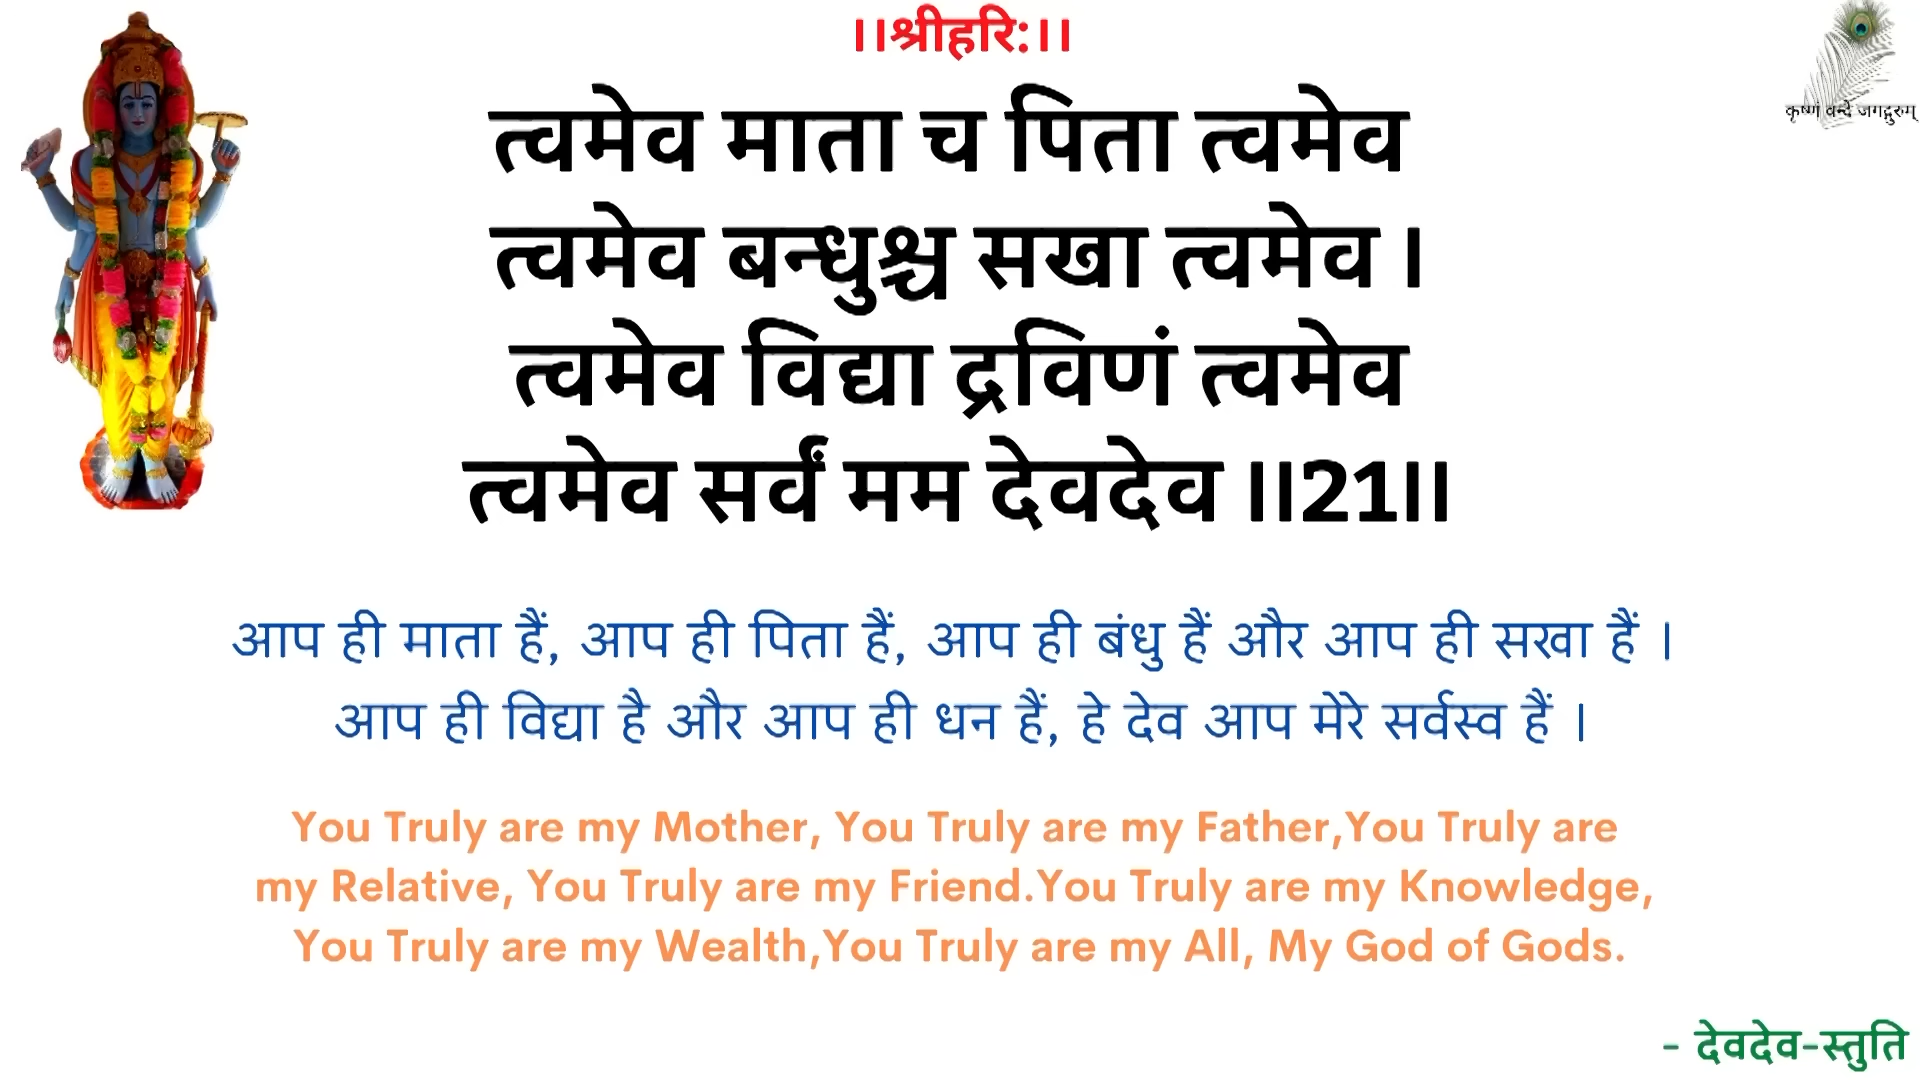 ।।श्रीहरि:।।
कृष्णं वन्दे जगद्गुरुम्
त्वमेव माता च पिता त्वमेव
त्वमेव बन्धुश्च सखा त्वमेव ।
त्वमेव विद्या द्रविणं त्वमेव
त्वमेव सर्वं मम देवदेव ।।21।।
आप ही माता हैं, आप ही पिता हैं, आप ही बंधु हैं और आप ही सखा हैं ।
आप ही विद्या है और आप ही धन हैं, हे देव आप मेरे सर्वस्व हैं ।
You Truly are my Mother, You Truly are my Father,You Truly are
my Relative, You Truly are my Friend.You Truly are my Knowledge,
You Truly are my Wealth,You Truly are my All, My God of Gods.
- देवदेव-स्तुति